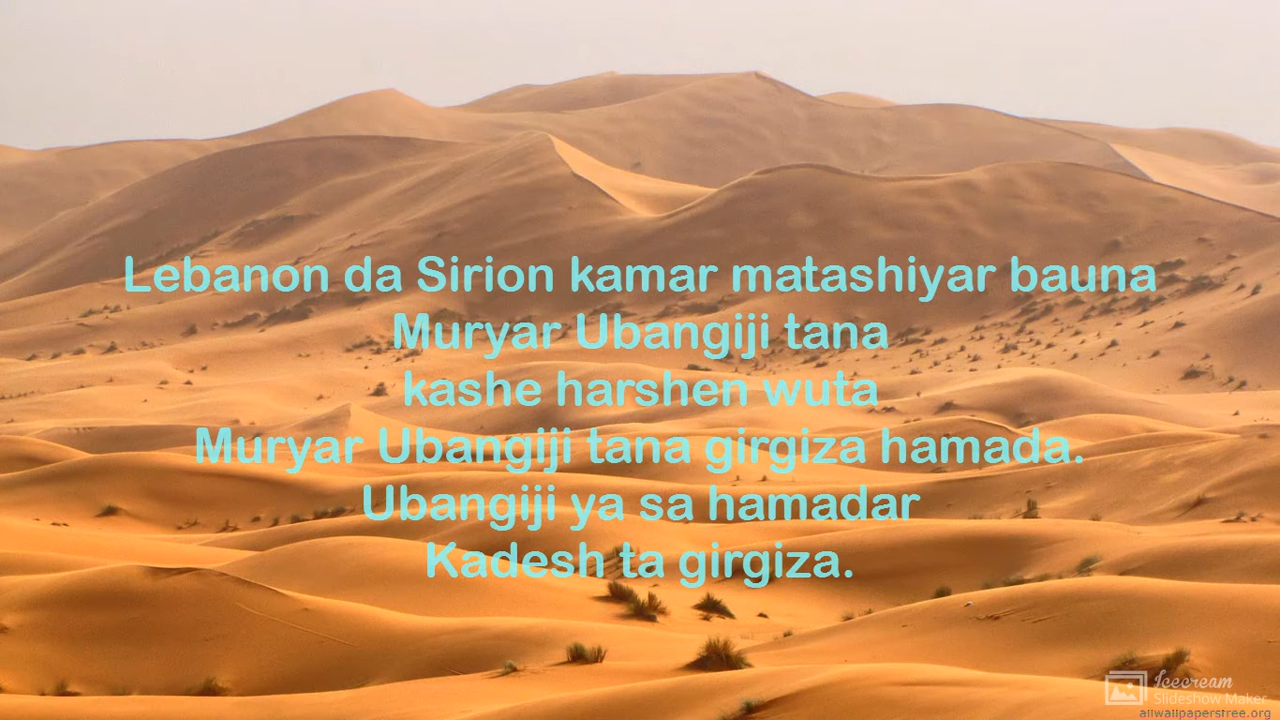 Lebanon da Sirion kamar matashiyar bauna
Muryar Ubangiji tana
kashe harshen wuta
Muryar Ubangiji tana girgiza hamada.
Ubangiji ya sa hamadar
Kadesh ta girgiza.
Icecream
Slideshow Maker
allwallpaperstree.org